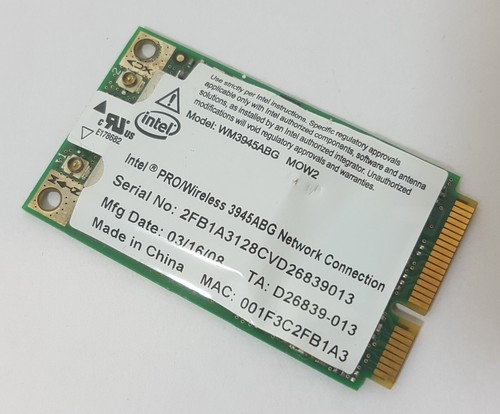 Use strictly per Intel instructions. Specific regulatory approvals
applicable only with Intel authorized components, software and antenna
solutions, as installed by an Intel authorized integrator. Unauthorized
modifications will void regulatory approvals and warranties.
Model: WM3945ABG MOW2
intel
c UL US
E178682
Intel® PRO/Wireless 3945ABG Network Connection
Serial No: 2FB1A3128CVD26839013
Mfg Date: 03/16/08 TA: D26839-013
Made in China MAC: 001F3C2FB1A3